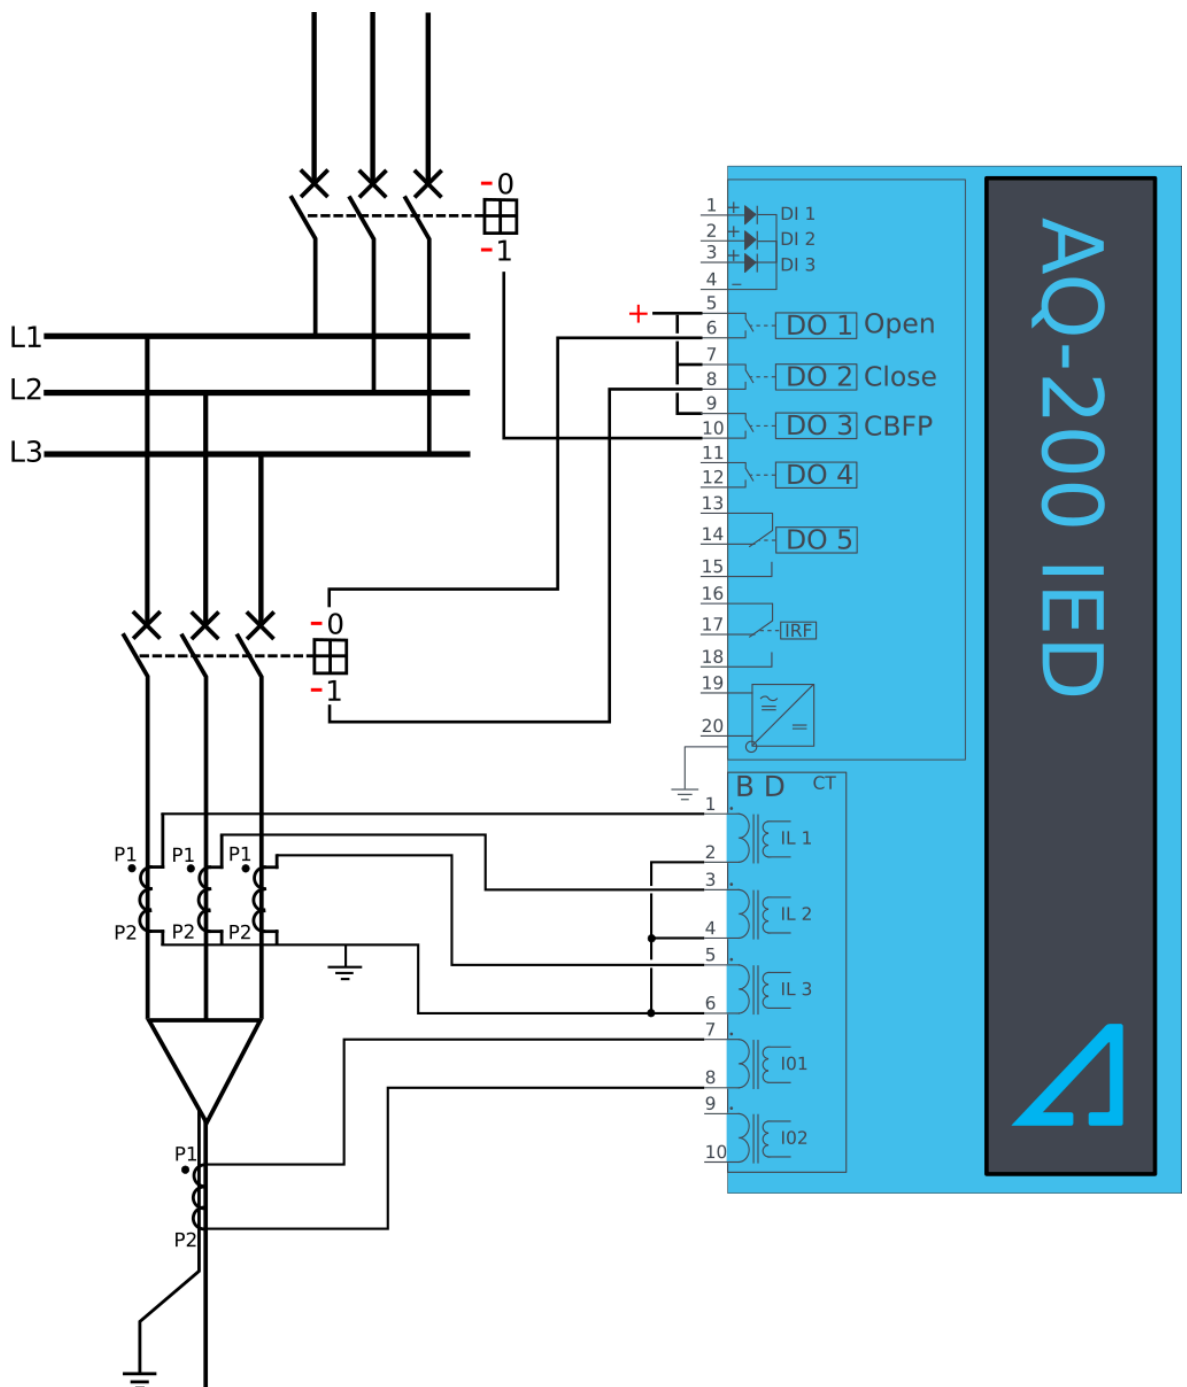 -0
-1
L1
L2
L3
-0
-1
P1 P1 P1
P2 P2 P2
P1
P2
+
1 + DI 1
2 + DI 2
3 + DI 3
4 −
5
6 DO 1 Open
7
8 DO 2 Close
9
10 DO 3 CBFP
11
12 DO 4
13
14 DO 5
15
16
17 IRF
18
19
20
B D CT
1
IL 1
2
3
IL 2
4
5
IL 3
6
7
I01
8
9
I02
10
AQ-200 IED